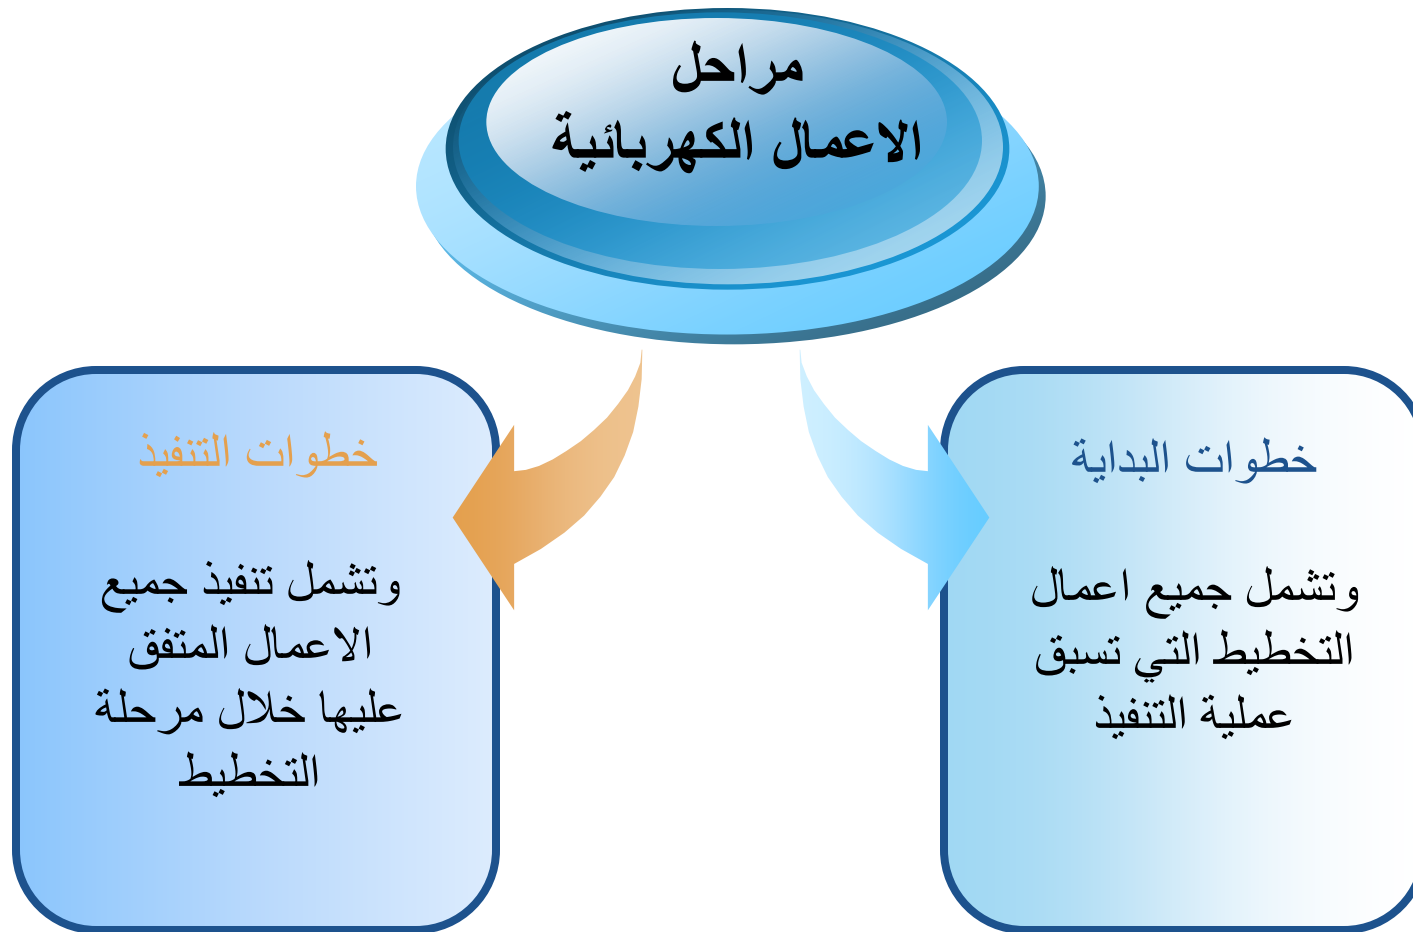 مراحل
الاعمال الكهربائية
خطوات البداية
وتشمل جميع اعمال
التخطيط التي تسبق
عملية التنفيذ
خطوات التنفيذ
وتشمل تنفيذ جميع
الاعمال المتفق
عليها خلال مرحلة
التخطيط